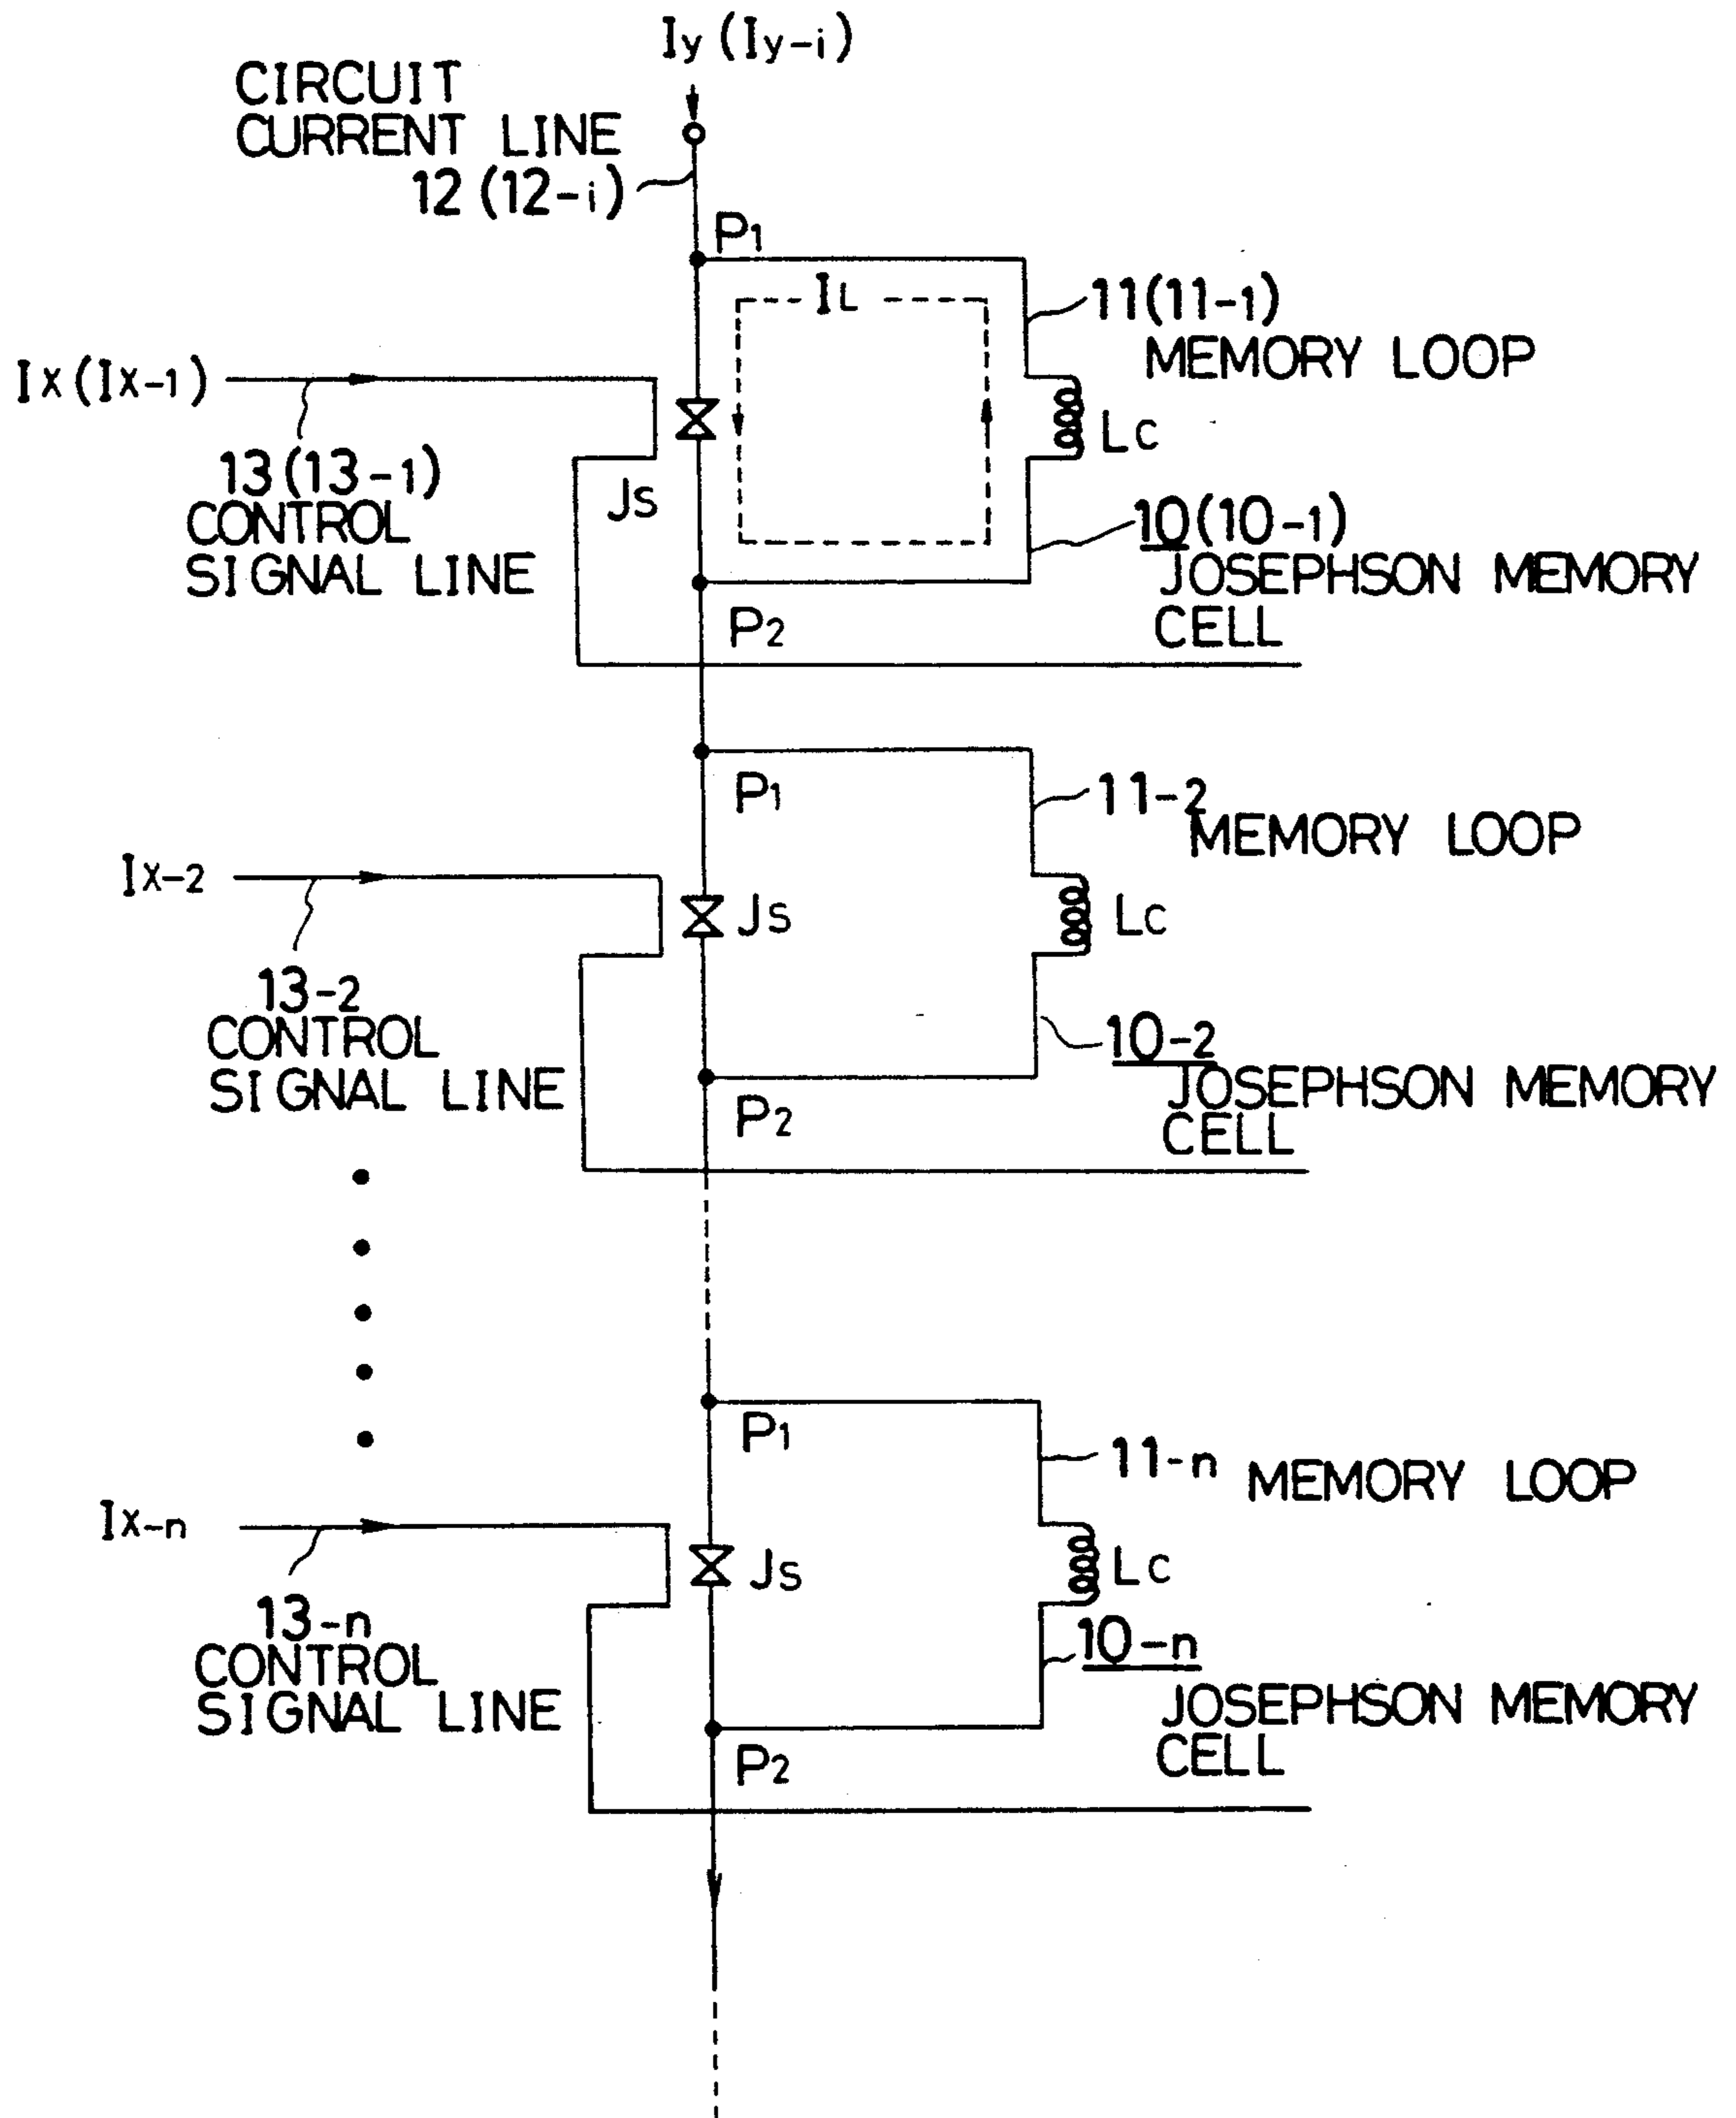 Iy (Iy-i)
CIRCUIT
CURRENT LINE
12 (12-i)
P1
IL
11(11-1)
MEMORY LOOP
Ix (Ix-1)
Lc
13 (13-1)
CONTROL
SIGNAL LINE
Js
10(10-1)
JOSEPHSON MEMORY
CELL
P2
P1
11-2
MEMORY LOOP
Ix-2
Js
Lc
13-2
CONTROL
SIGNAL LINE
10-2
JOSEPHSON MEMORY
CELL
P2
P1
11-n
MEMORY LOOP
Ix-n
Js
Lc
13-n
CONTROL
SIGNAL LINE
10-n
JOSEPHSON MEMORY
CELL
P2